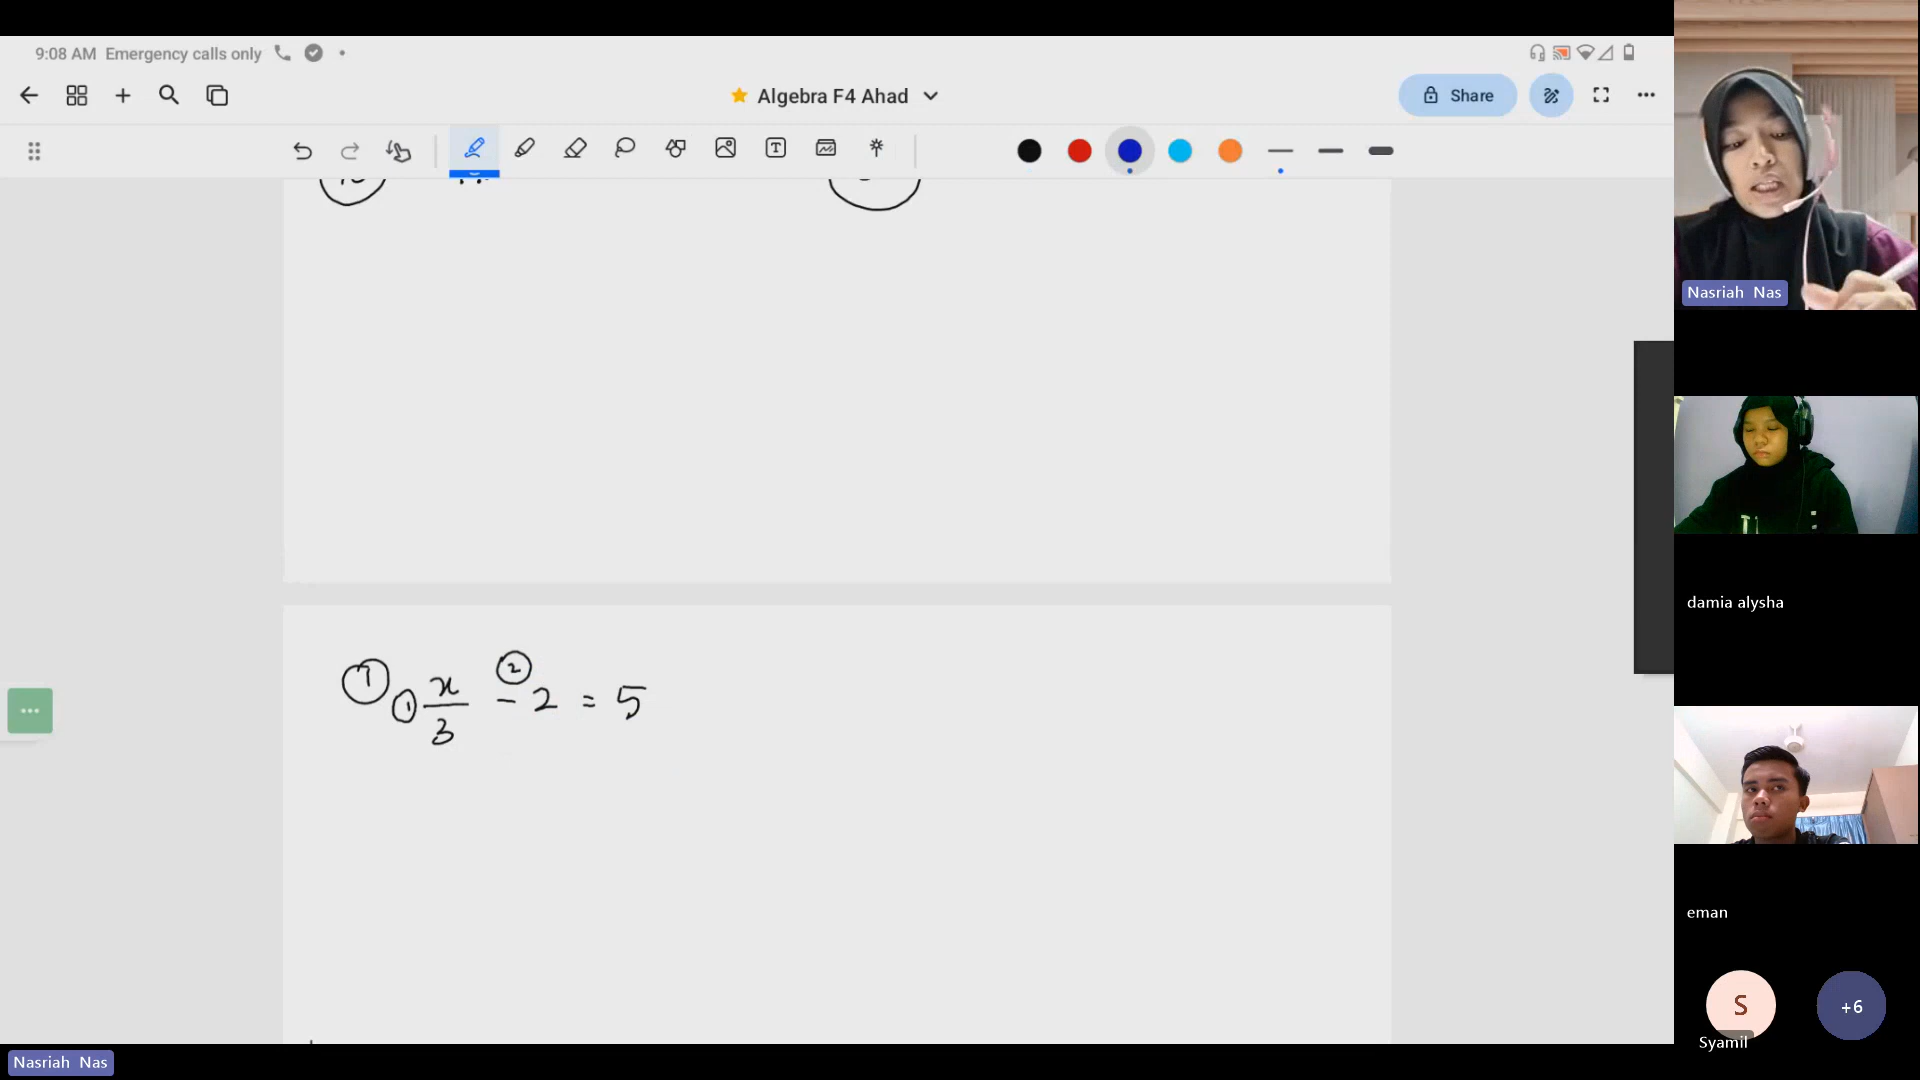 9:08 AM Emergency calls only
Algebra F4 Ahad
Share
① x/3 ② - 2 = 5
Nasriah Nas
damia alysha
eman
S
+6
Syamil
Nasriah Nas